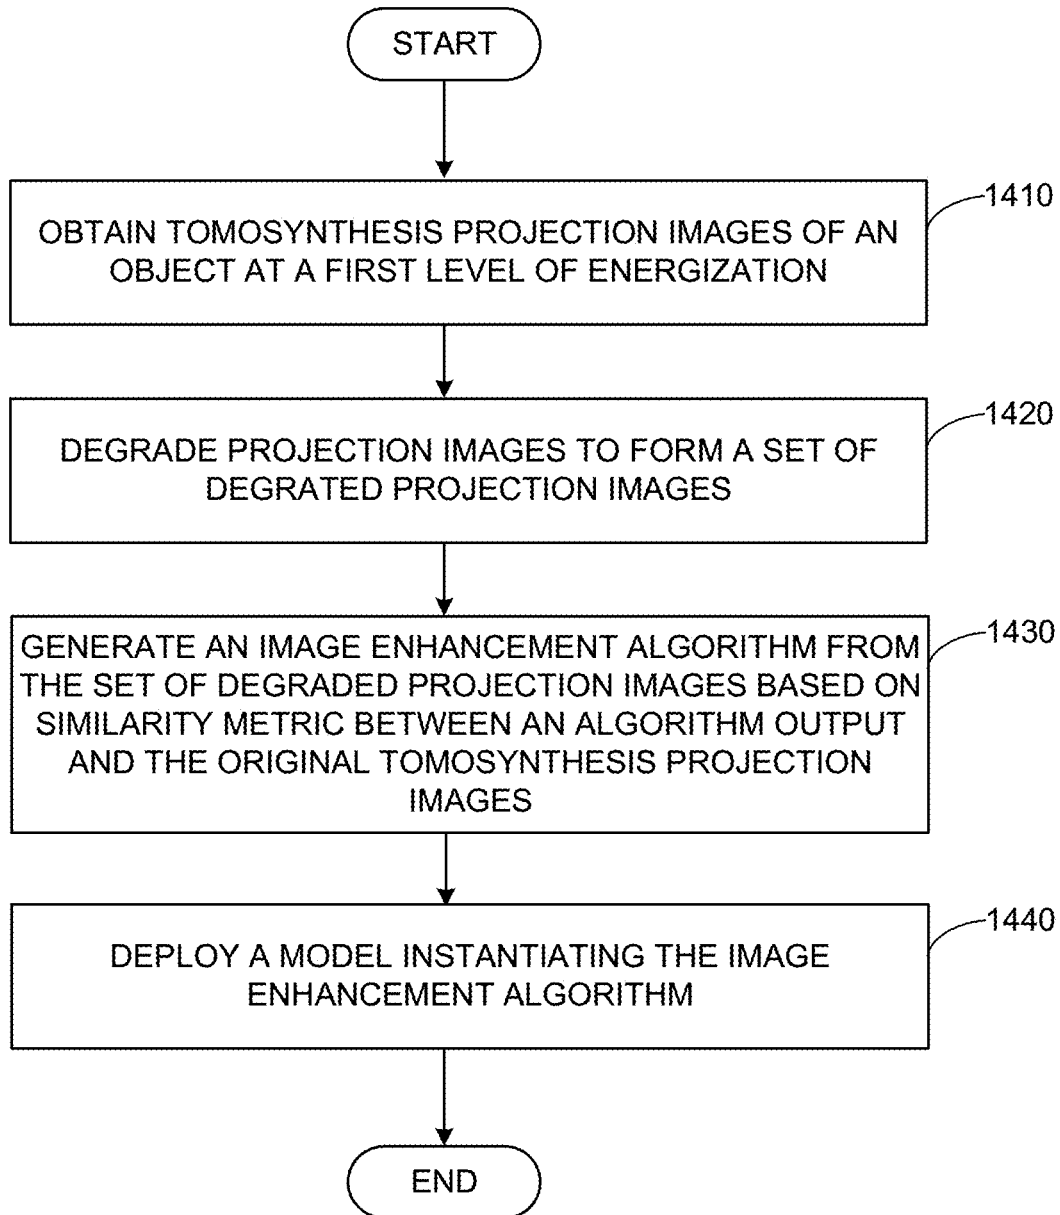 START
1410
OBTAIN TOMOSYNTHESIS PROJECTION IMAGES OF AN
OBJECT AT A FIRST LEVEL OF ENERGIZATION
1420
DEGRADE PROJECTION IMAGES TO FORM A SET OF
DEGRATED PROJECTION IMAGES
1430
GENERATE AN IMAGE ENHANCEMENT ALGORITHM FROM
THE SET OF DEGRADED PROJECTION IMAGES BASED ON
SIMILARITY METRIC BETWEEN AN ALGORITHM OUTPUT
AND THE ORIGINAL TOMOSYNTHESIS PROJECTION
IMAGES
1440
DEPLOY A MODEL INSTANTIATING THE IMAGE
ENHANCEMENT ALGORITHM
END